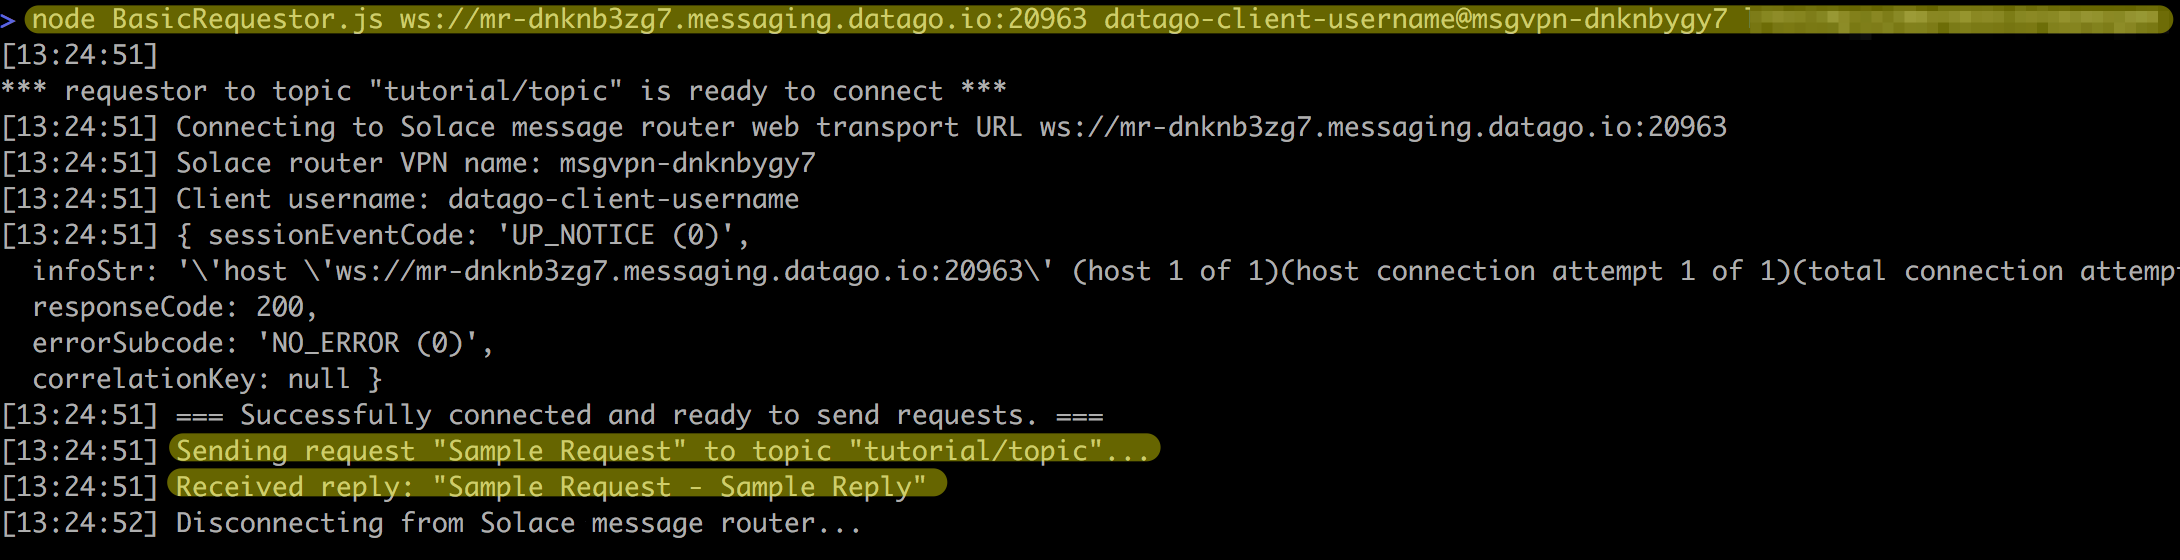 > node BasicRequestor.js ws://mr-dnknb3zg7.messaging.datago.io:20963 datago-client-username@msgvpn-dnknbygy7
[13:24:51]
*** requestor to topic "tutorial/topic" is ready to connect ***
[13:24:51] Connecting to Solace message router web transport URL ws://mr-dnknb3zg7.messaging.datago.io:20963
[13:24:51] Solace router VPN name: msgvpn-dnknbygy7
[13:24:51] Client username: datago-client-username
[13:24:51] { sessionEventCode: 'UP_NOTICE (0)',
  infoStr: '\'host \'ws://mr-dnknb3zg7.messaging.datago.io:20963\' (host 1 of 1)(host connection attempt 1 of 1)(total connection attemp
  responseCode: 200,
  errorSubcode: 'NO_ERROR (0)',
  correlationKey: null }
[13:24:51] === Successfully connected and ready to send requests. ===
[13:24:51] Sending request "Sample Request" to topic "tutorial/topic"...
[13:24:51] Received reply: "Sample Request - Sample Reply"
[13:24:52] Disconnecting from Solace message router...